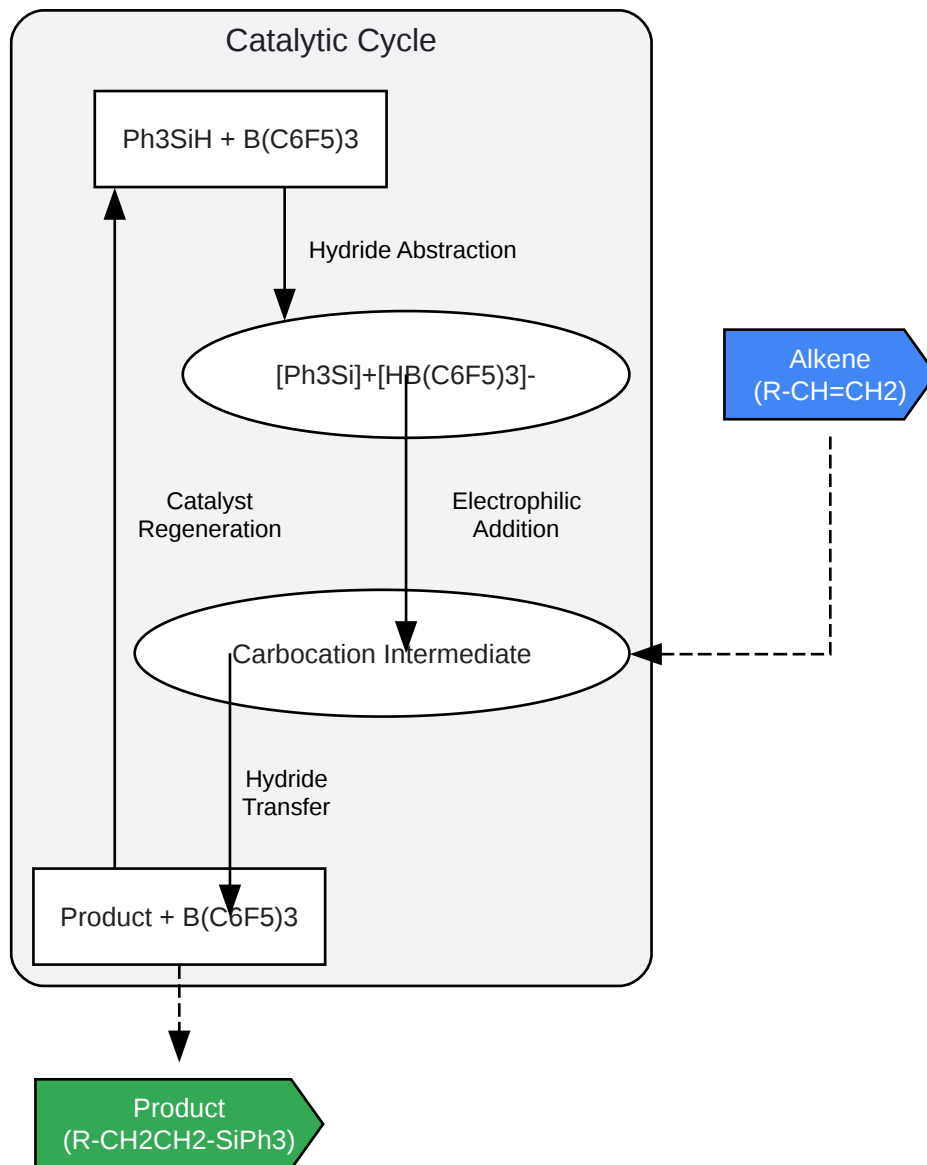 Catalytic Cycle
Ph3SiH + B(C6F5)3
Hydride Abstraction
[Ph3Si]+[HB(C6F5)3]-
Alkene
(R-CH=CH2)
Catalyst
Regeneration
Electrophilic
Addition
Carbocation Intermediate
Hydride
Transfer
Product + B(C6F5)3
Product
(R-CH2CH2-SiPh3)